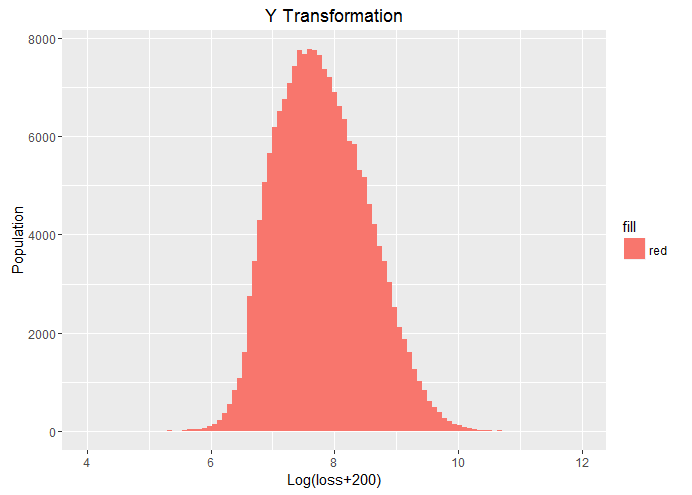 Y Transformation
8000
6000
4000
2000
0
Population
4 6 8 10 12
Log(loss+200)
fill
red